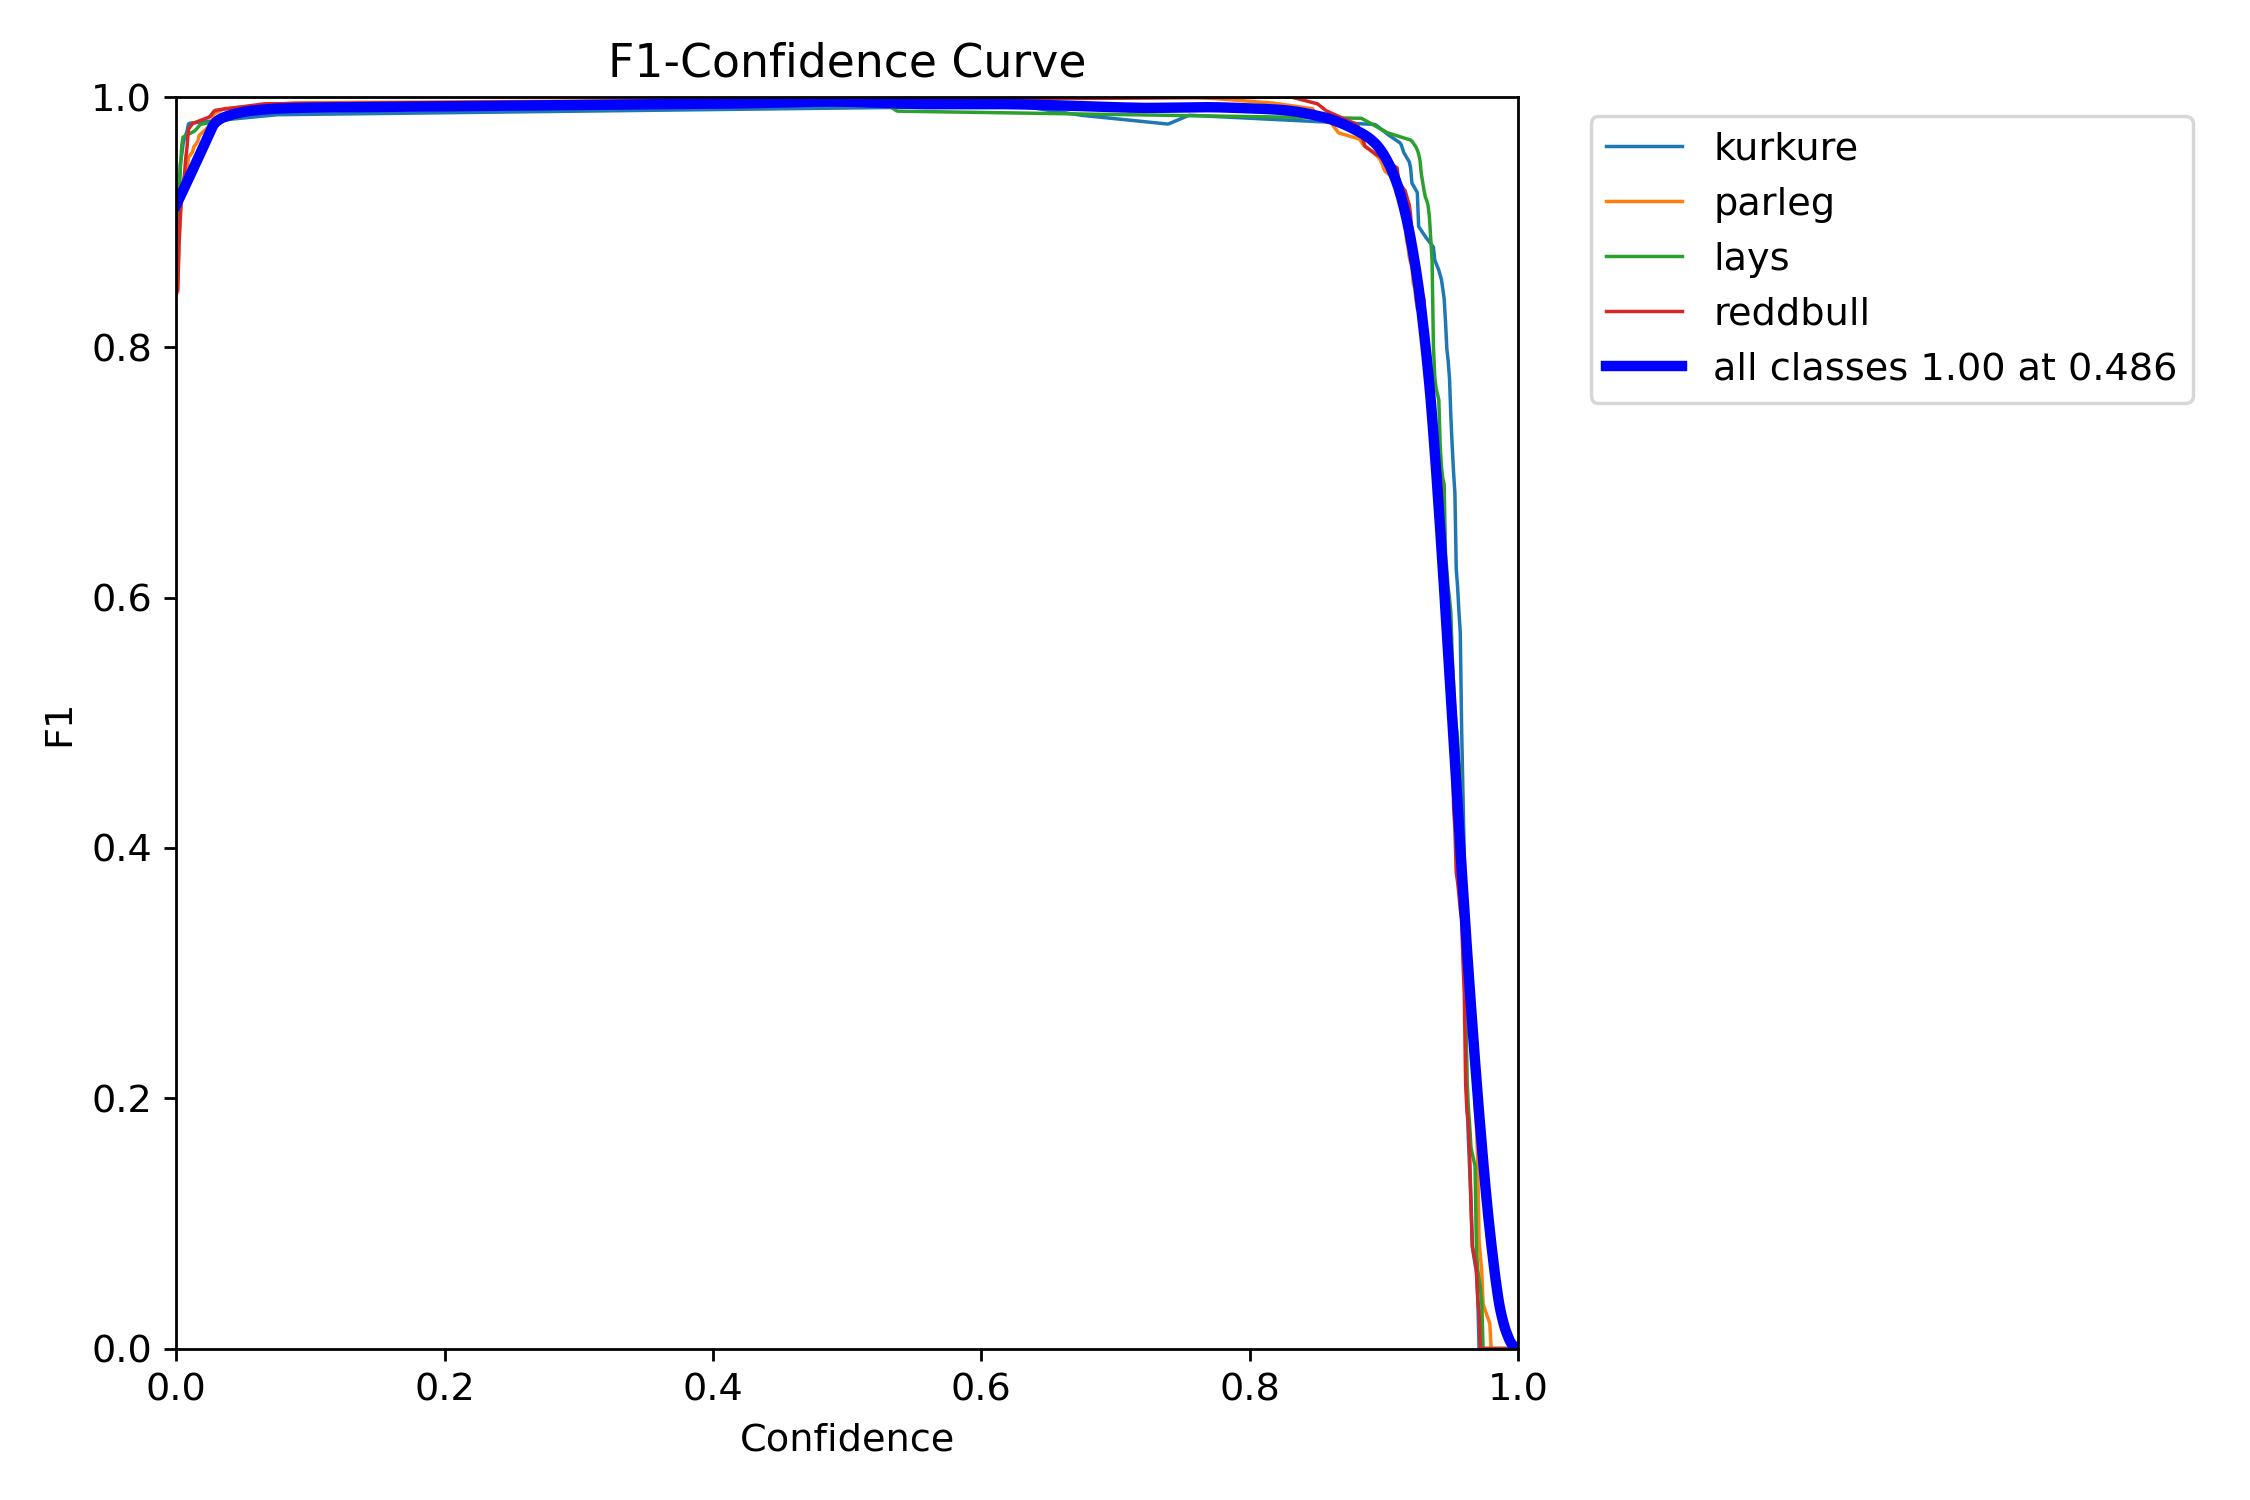 F1-Confidence Curve
1.0
0.8
0.6
0.4
0.2
0.0
F1
0.0 0.2 0.4 0.6 0.8 1.0
Confidence
kurkure
parleg
lays
reddbull
all classes 1.00 at 0.486